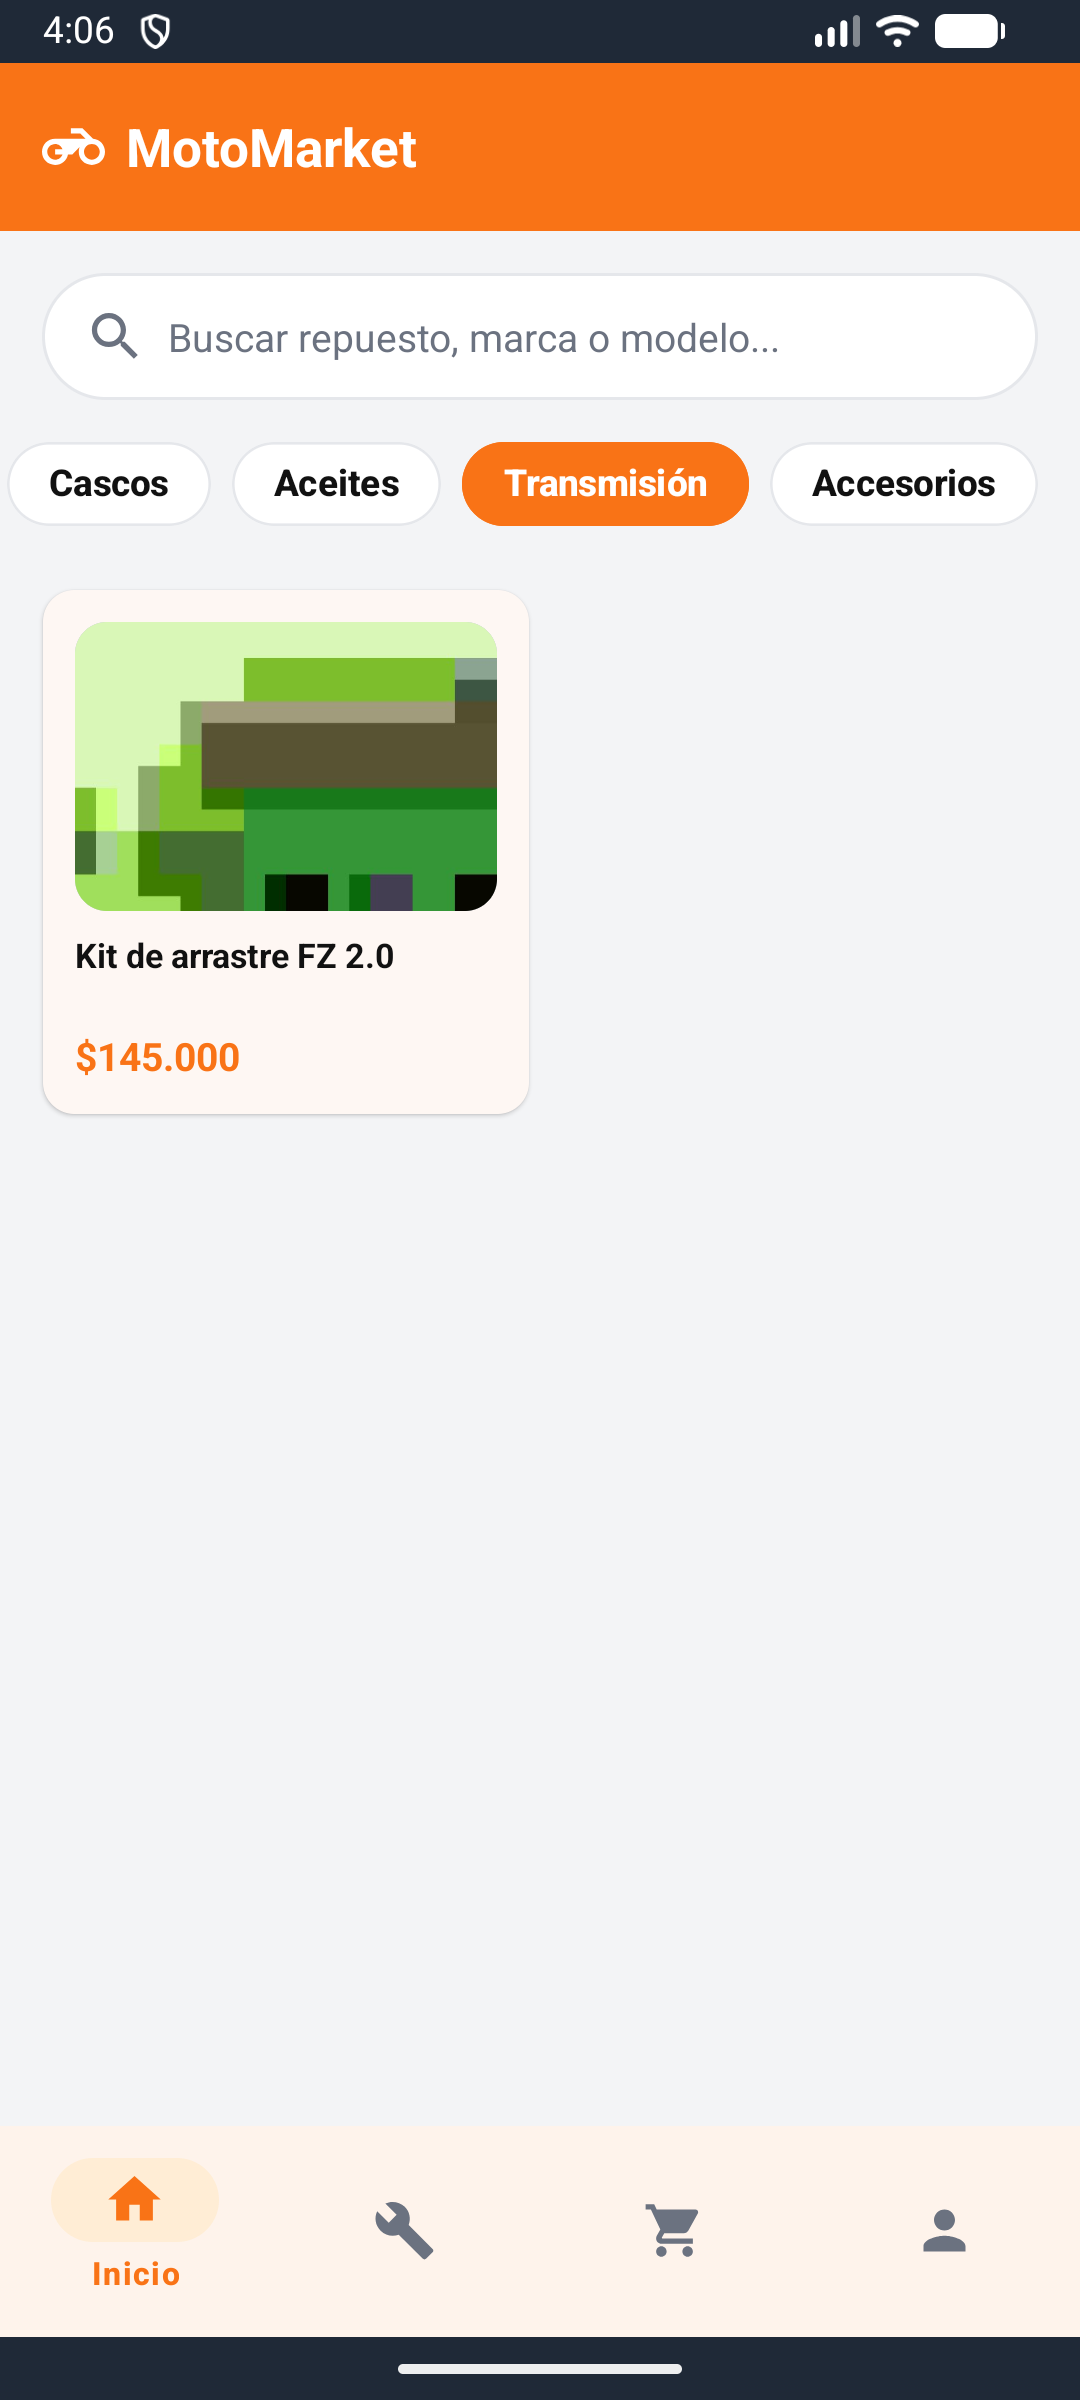 4:06
MotoMarket
Buscar repuesto, marca o modelo...
Cascos
Aceites
Transmisión
Accesorios
Kit de arrastre FZ 2.0
$145.000
Inicio